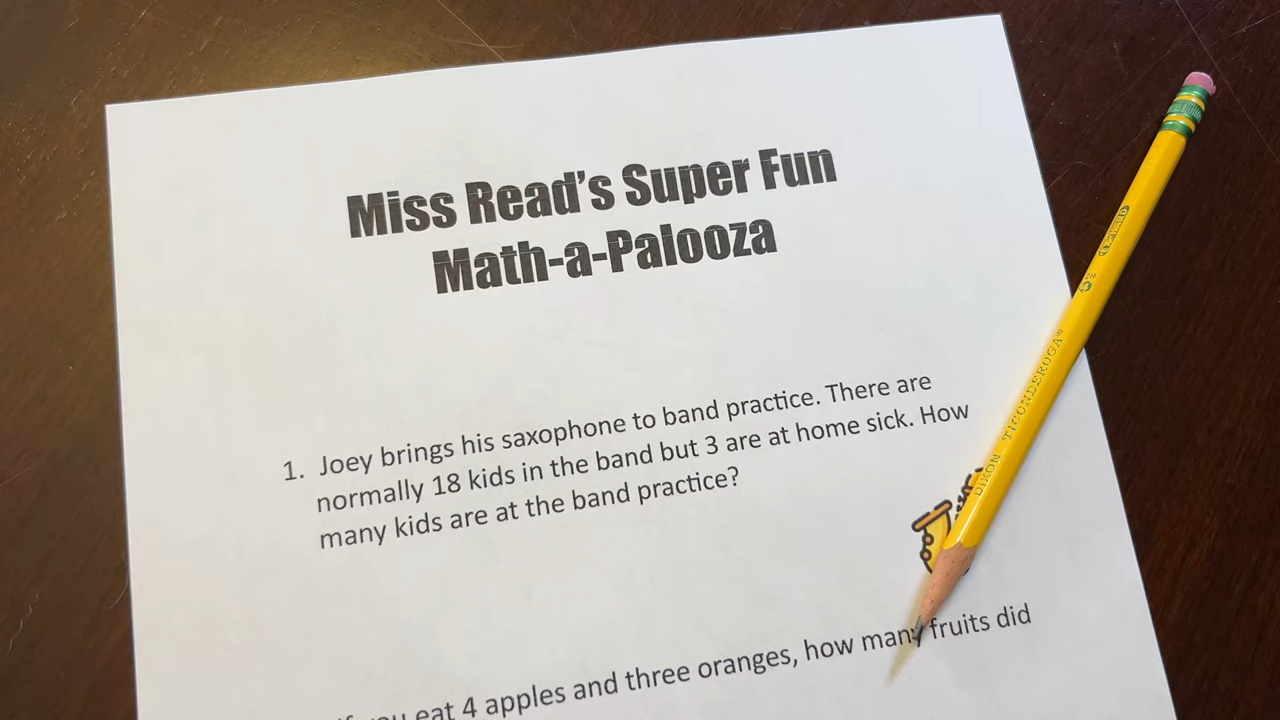 Miss Read's Super Fun
Math-a-Palooza
1. Joey brings his saxophone to band practice. There are
normally 18 kids in the band but 3 are at home sick. How
many kids are at the band practice?
you eat 4 apples and three oranges, how many fruits did
DIXON TICONDEROGA®